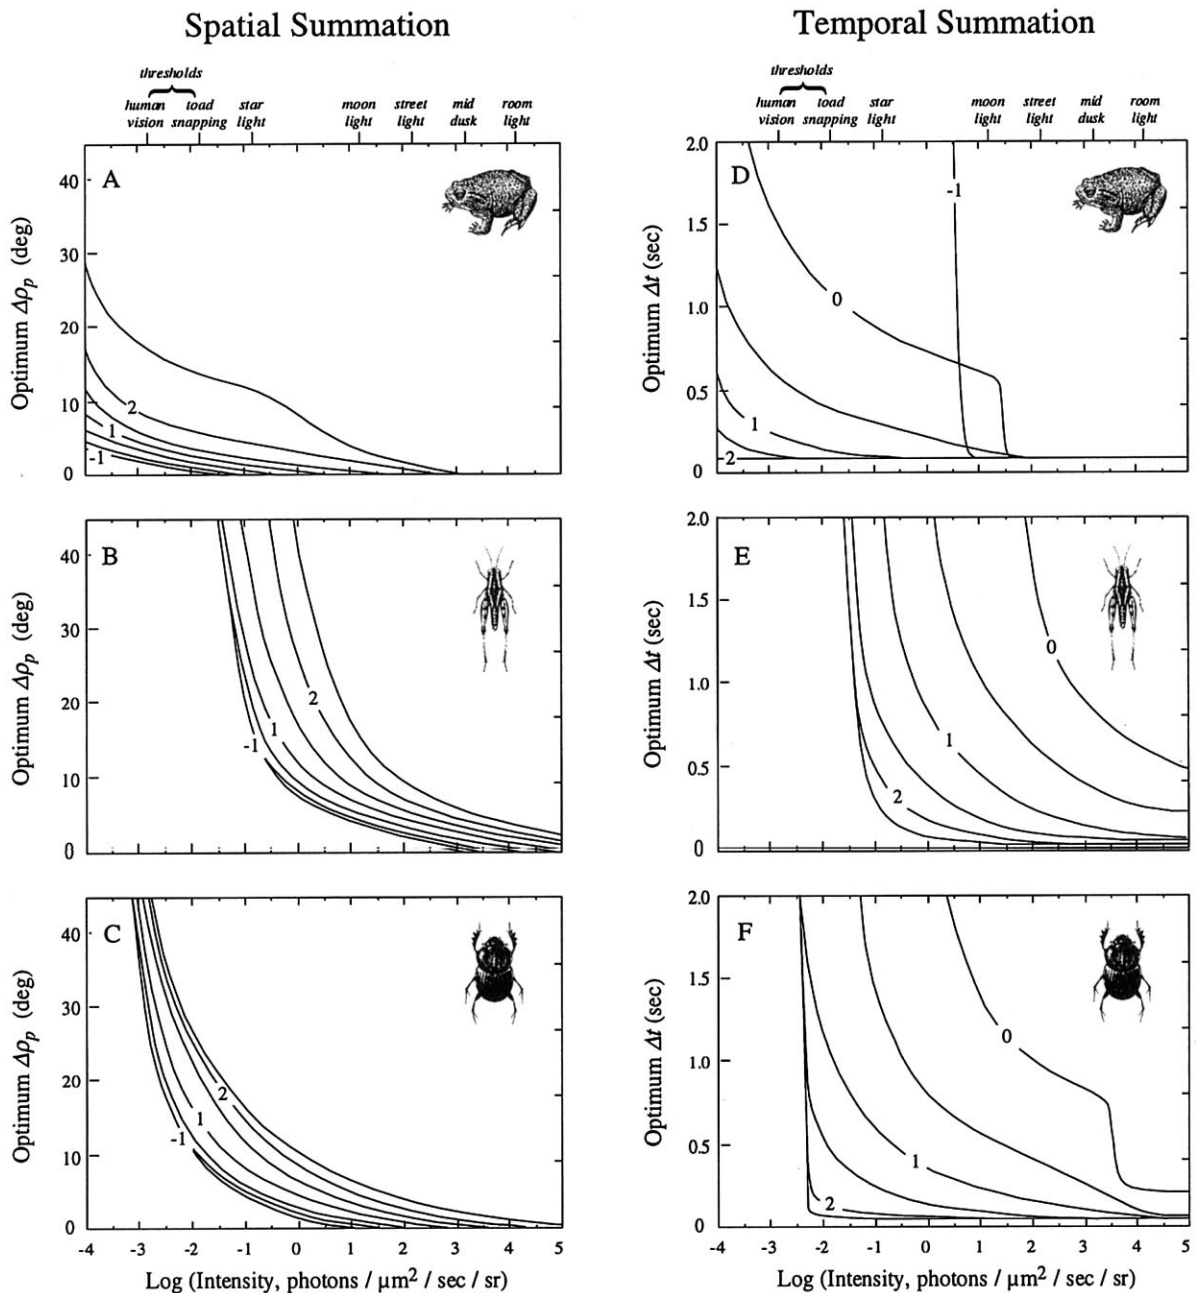 Spatial Summation
Temporal Summation
thresholds
human vision
toad snapping
star light
moon light
street light
mid dusk
room light
thresholds
human vision
toad snapping
star light
moon light
street light
mid dusk
room light
A
Optimum Δρp (deg)
40
30
20
10
0
2
1
-1
D
Optimum Δt (sec)
2.0
1.5
1.0
0.5
0
-1
0
1
-2
B
Optimum Δρp (deg)
40
30
20
10
0
2
1
-1
E
Optimum Δt (sec)
2.0
1.5
1.0
0.5
0
0
1
2
C
Optimum Δρp (deg)
40
30
20
10
0
2
1
-1
-4 -3 -2 -1 0 1 2 3 4 5
Log (Intensity, photons / μm² / sec / sr)
F
Optimum Δt (sec)
2.0
1.5
1.0
0.5
0
0
1
2
-4 -3 -2 -1 0 1 2 3 4 5
Log (Intensity, photons / μm² / sec / sr)